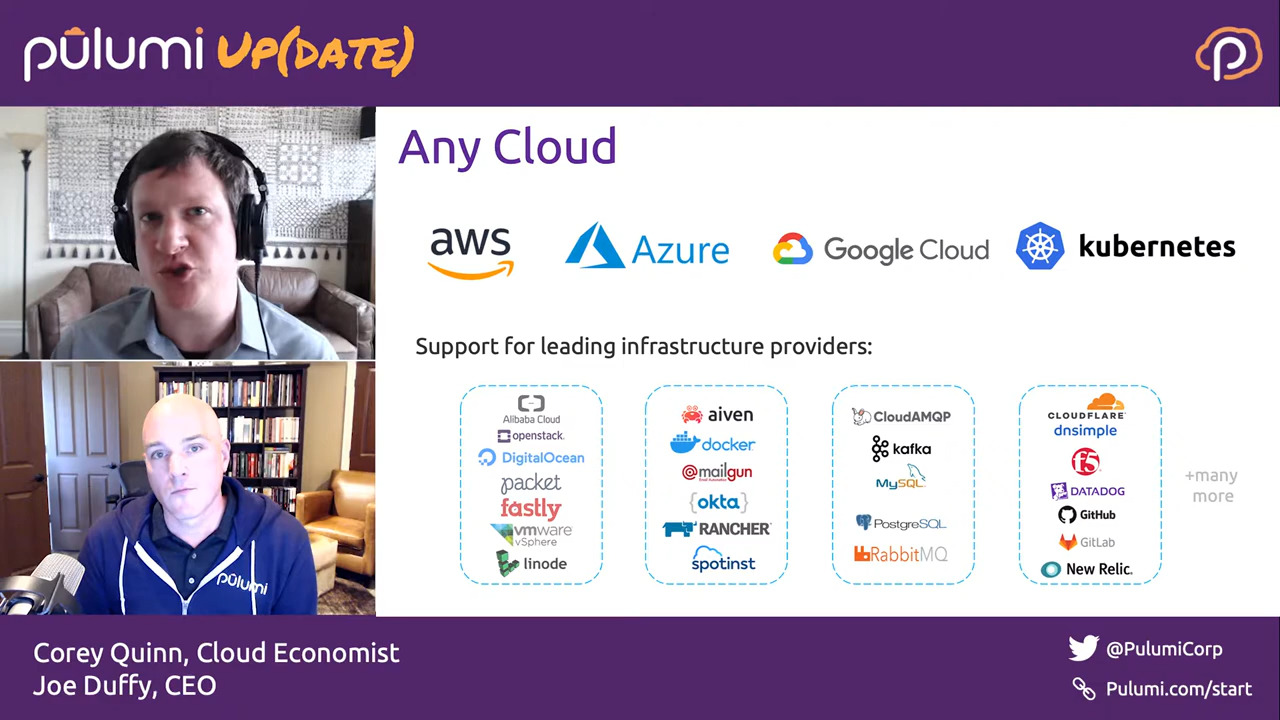 pulumi UP(DATE)
P
Any Cloud
aws
Azure
Google Cloud
kubernetes
Support for leading infrastructure providers:
Alibaba Cloud
openstack.
DigitalOcean
packet
fastly
vmware
vSphere
linode
aiven
docker
@mailgun
{okta}
RANCHER
spotinst
CloudAMQP
kafka
MySQL
PostgreSQL
RabbitMQ
CLOUDFLARE
dnsimple
f5
DATADOG
GitHub
GitLab
New Relic.
+many
more
pulumi
Corey Quinn, Cloud Economist
Joe Duffy, CEO
@PulumiCorp
Pulumi.com/start